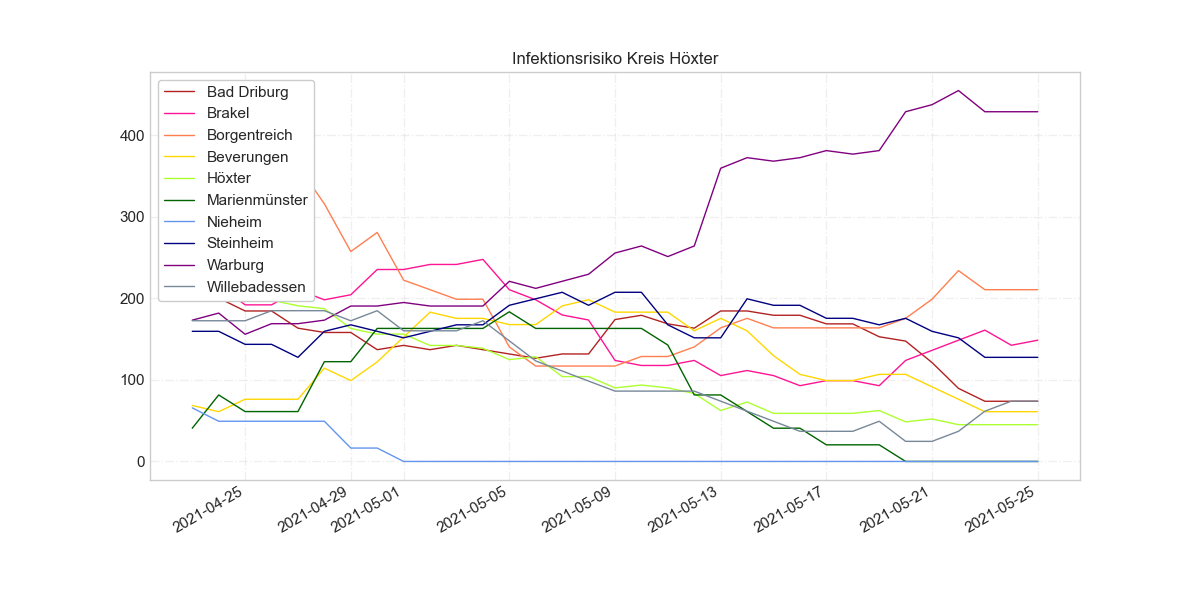 Infektionsrisiko Kreis Höxter
Bad Driburg
Brakel
Borgentreich
Beverungen
Höxter
Marienmünster
Nieheim
Steinheim
Warburg
Willebadessen
400
300
200
100
0
2021-04-25
2021-04-29
2021-05-01
2021-05-05
2021-05-09
2021-05-13
2021-05-17
2021-05-21
2021-05-25